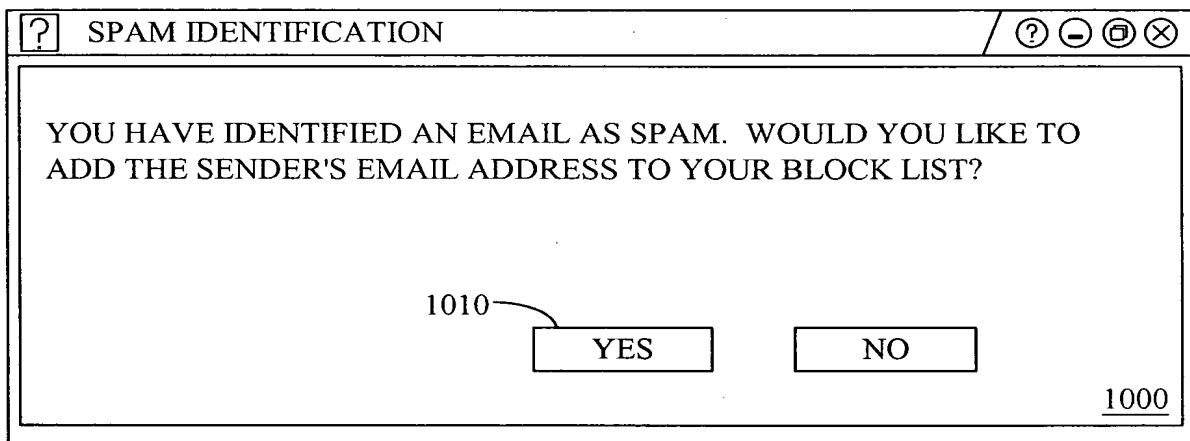 ? SPAM IDENTIFICATION ?
YOU HAVE IDENTIFIED AN EMAIL AS SPAM. WOULD YOU LIKE TO
ADD THE SENDER'S EMAIL ADDRESS TO YOUR BLOCK LIST?
1010
YES NO
1000